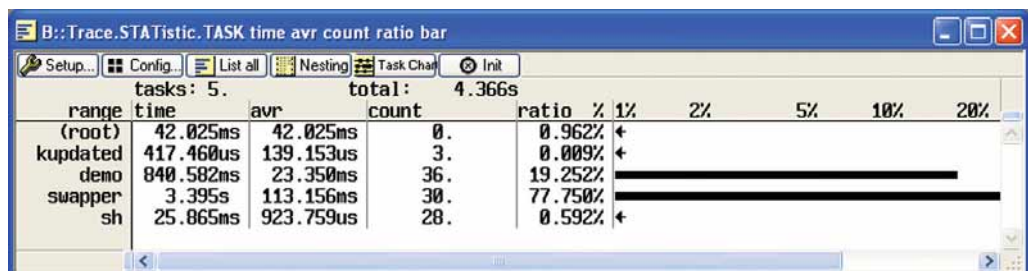 B::Trace.STATistic.TASK time avr count ratio bar
Setup... Config... List all Nesting Task Chart Init
tasks: 5. total: 4.366s
range time avr count ratio % 1% 2% 5% 10% 20%
(root) 42.025ms 42.025ms 0. 0.962%
kupdated 417.460us 139.153us 3. 0.009%
demo 840.582ms 23.350ms 36. 19.252%
swapper 3.395s 113.156ms 30. 77.750%
sh 25.865ms 923.759us 28. 0.592%